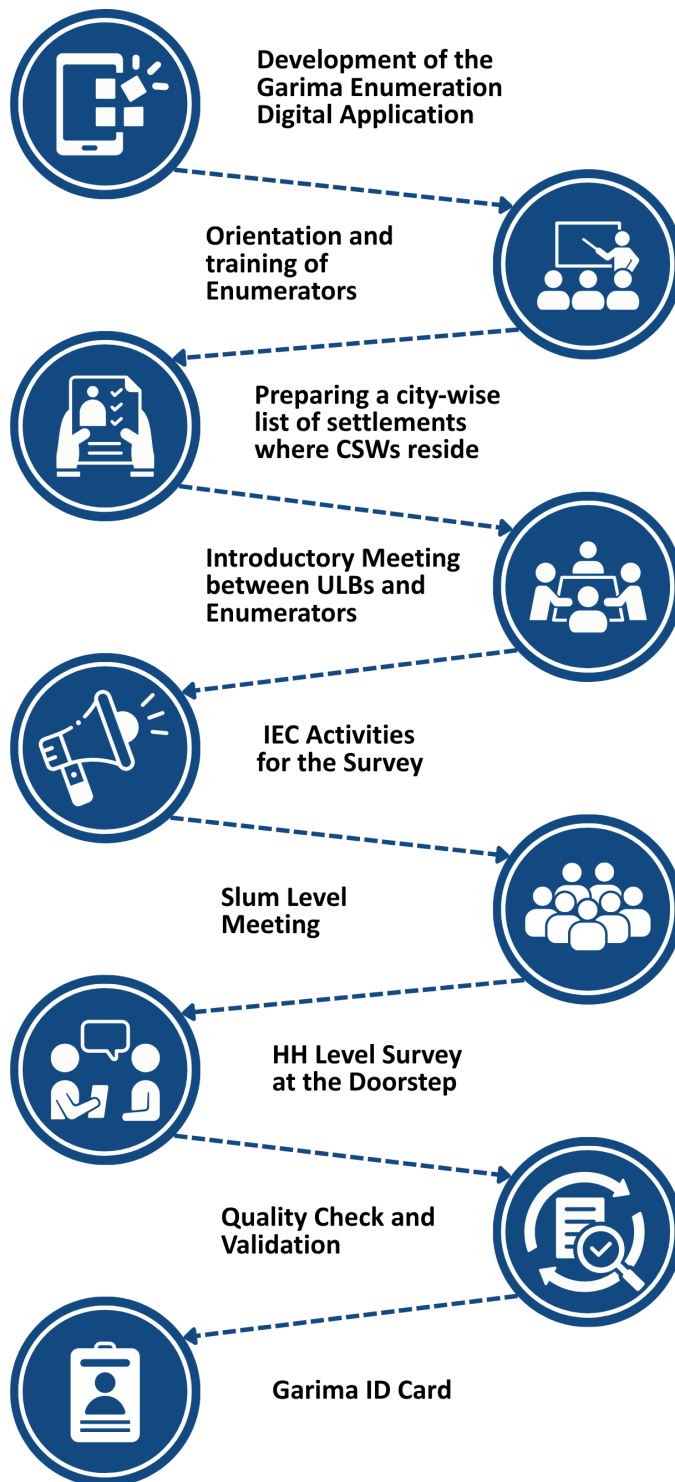 Development of the
Garima Enumeration
Digital Application
Orientation and
training of
Enumerators
Preparing a city-wise
list of settlements
where CSWs reside
Introductory Meeting
between ULBs and
Enumerators
IEC Activities
for the Survey
Slum Level
Meeting
HH Level Survey
at the Doorstep
Quality Check and
Validation
Garima ID Card